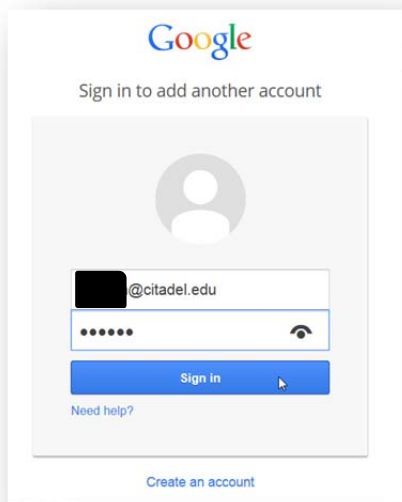 Google
Sign in to add another account
@citadel.edu
••••••
Sign in
Need help?
Create an account